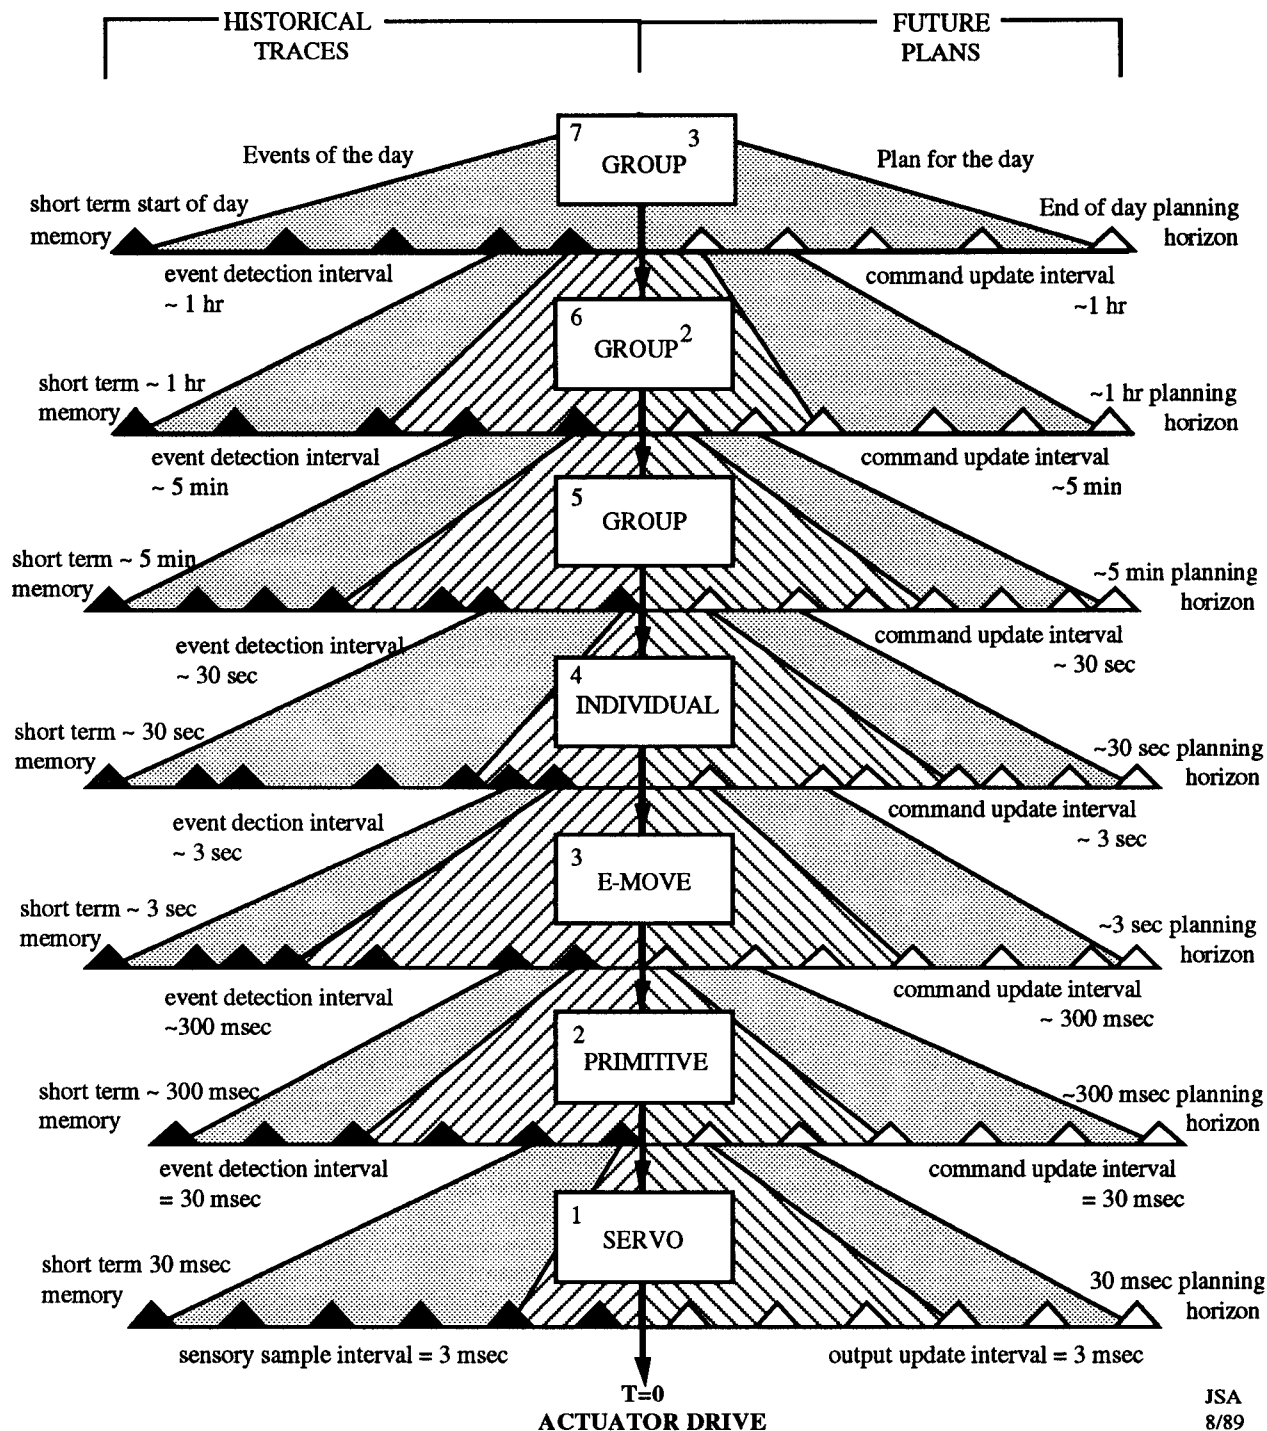 HISTORICAL
TRACES
FUTURE
PLANS
7
GROUP 3
Events of the day
Plan for the day
short term start of day
memory
End of day planning
horizon
event detection interval
~ 1 hr
command update interval
~1 hr
6
GROUP 2
short term ~ 1 hr
memory
~1 hr planning
horizon
event detection interval
~ 5 min
command update interval
~5 min
5
GROUP
short term ~ 5 min
memory
~5 min planning
horizon
event detection interval
~ 30 sec
command update interval
~ 30 sec
4
INDIVIDUAL
short term ~ 30 sec
memory
~30 sec planning
horizon
event dection interval
~ 3 sec
command update interval
~ 3 sec
3
E-MOVE
short term ~ 3 sec
memory
~3 sec planning
horizon
event detection interval
~300 msec
command update interval
~ 300 msec
2
PRIMITIVE
short term ~ 300 msec
memory
~300 msec planning
horizon
event detection interval
= 30 msec
command update interval
= 30 msec
1
SERVO
short term 30 msec
memory
30 msec planning
horizon
sensory sample interval = 3 msec
output update interval = 3 msec
T=0
ACTUATOR DRIVE
JSA
8/89